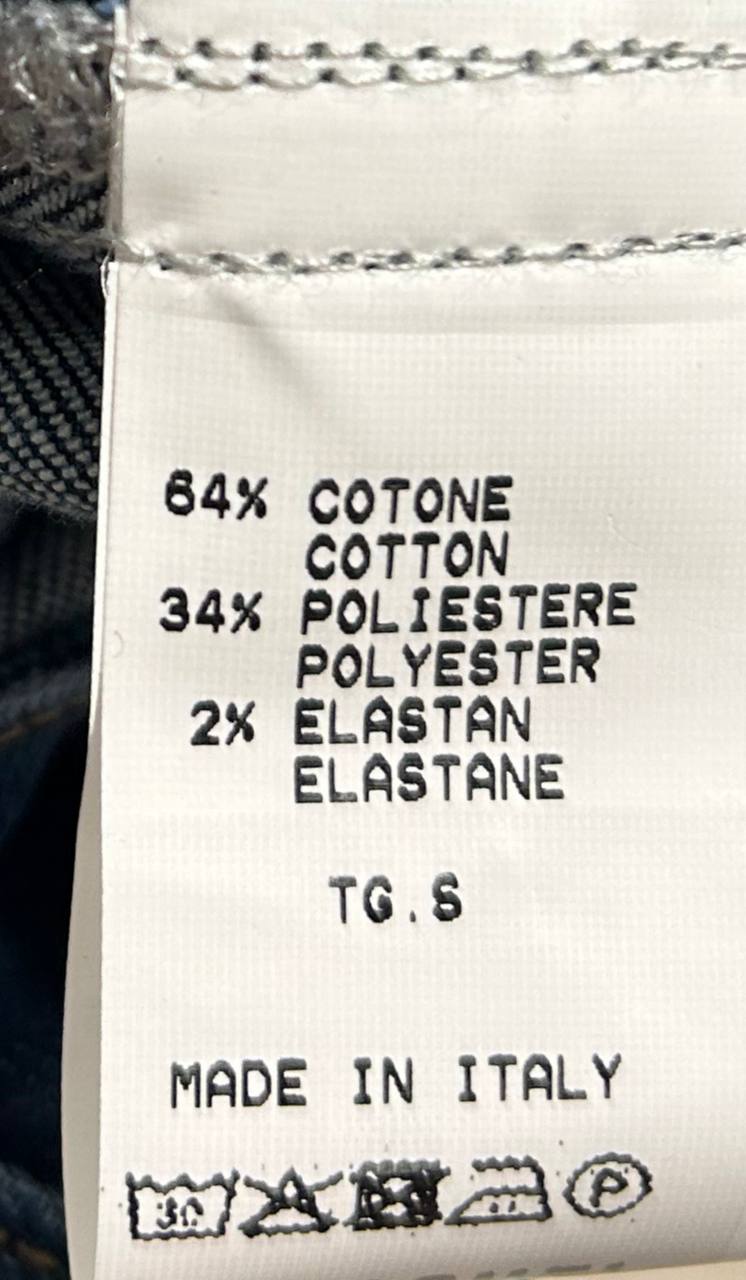 64% COTONE
COTTON
34% POLIESTERE
POLYESTER
2% ELASTAN
ELASTANE
TG.S
MADE IN ITALY
30 P